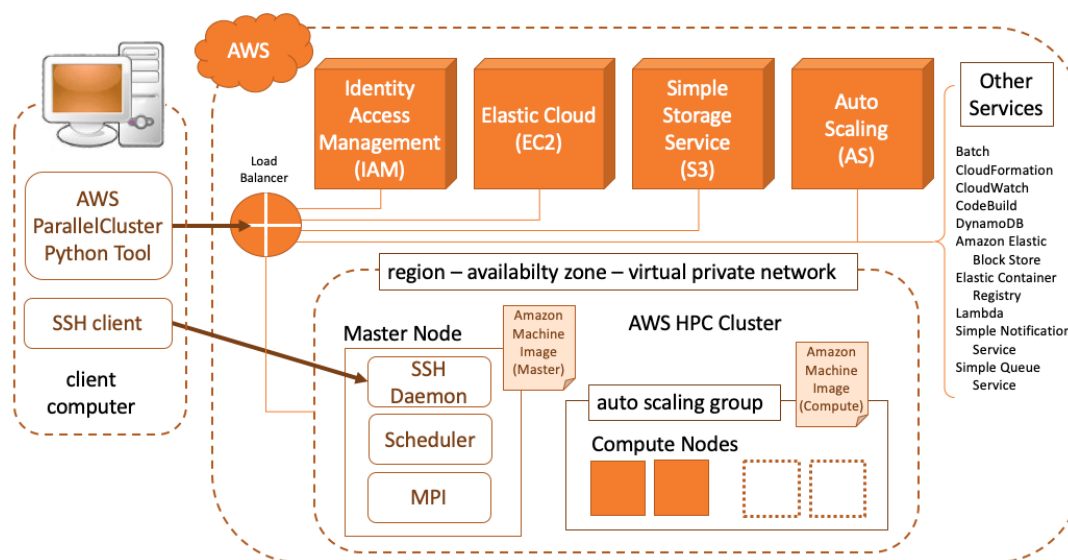 AWS
Identity
Access
Management
(IAM)
Elastic Cloud
(EC2)
Simple
Storage
Service
(S3)
Auto
Scaling
(AS)
Other
Services
Batch
CloudFormation
CloudWatch
CodeBuild
DynamoDB
Amazon Elastic
Block Store
Elastic Container
Registry
Lambda
Simple Notification
Service
Simple Queue
Service
Load
Balancer
AWS
ParallelCluster
Python Tool
SSH client
client
computer
region – availabilty zone – virtual private network
Master Node
Amazon
Machine
Image
(Master)
SSH
Daemon
Scheduler
MPI
AWS HPC Cluster
Amazon
Machine
Image
(Compute)
auto scaling group
Compute Nodes